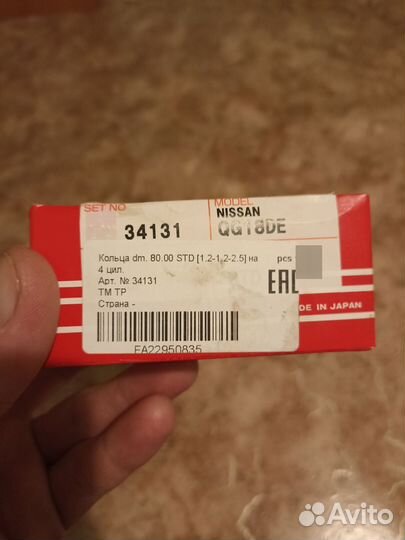 SET NO
34131
MODEL
NISSAN
QG18DE
Кольца dm. 80.00 STD [1.2-1.2-2.5] на
4 цил.
Арт. № 34131
TM TP
Страна -
pcs
EAC
DE IN JAPAN
EA22950835
Avito